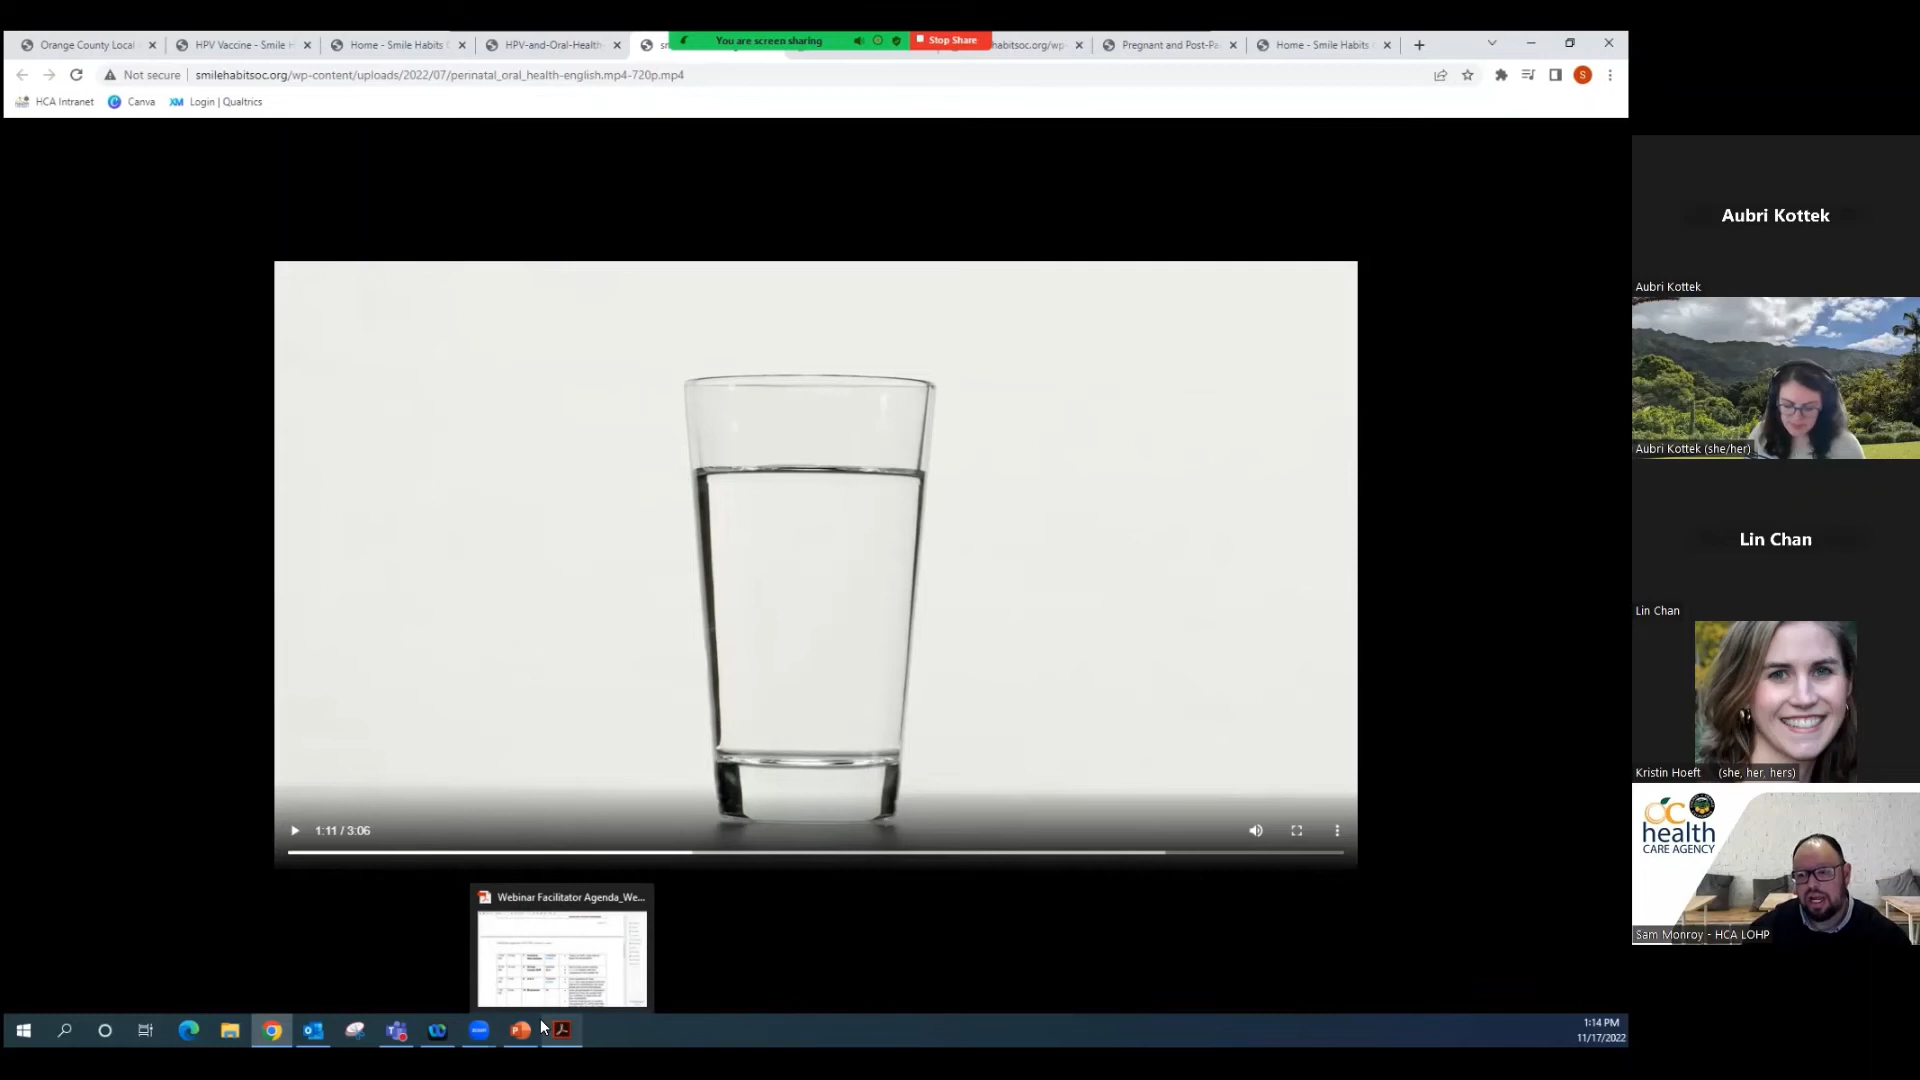 Orange County Local
HPV Vaccine - Smile H
Home - Smile Habits
HPV-and-Oral-Health-
You are screen sharing
Stop Share
habitsoc.org/wp-
Pregnant and Post-Pa
Home - Smile Habits
Not secure
smilehabitsoc.org/wp-content/uploads/2022/07/perinatal_oral_health-english.mp4-720p.mp4
S
HCA Intranet
Canva
XM Login | Qualtrics
Aubri Kottek
Aubri Kottek
Aubri Kottek (she/her)
Lin Chan
Lin Chan
Kristin Hoeft (she, her, hers)
OC
health
CARE AGENCY
Sam Monroy - HCA LOHP
1:11 / 3:06
Webinar Facilitator Agenda_We...
zoom
1:14 PM
11/17/2022